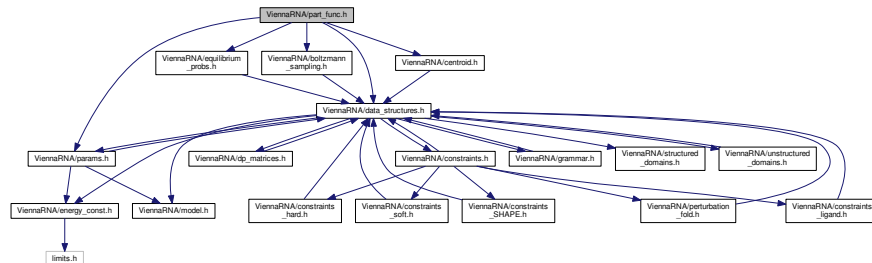 ViennaRNA/part_func.h
ViennaRNA/equilibrium
_probs.h
ViennaRNA/boltzmann
_sampling.h
ViennaRNA/centroid.h
ViennaRNA/data_structures.h
ViennaRNA/params.h
ViennaRNA/dp_matrices.h
ViennaRNA/constraints.h
ViennaRNA/grammar.h
ViennaRNA/structured
_domains.h
ViennaRNA/unstructured
_domains.h
ViennaRNA/energy_const.h
ViennaRNA/model.h
ViennaRNA/constraints
_hard.h
ViennaRNA/constraints
_soft.h
ViennaRNA/constraints
_SHAPE.h
ViennaRNA/perturbation
_fold.h
ViennaRNA/constraints
_ligand.h
limits.h